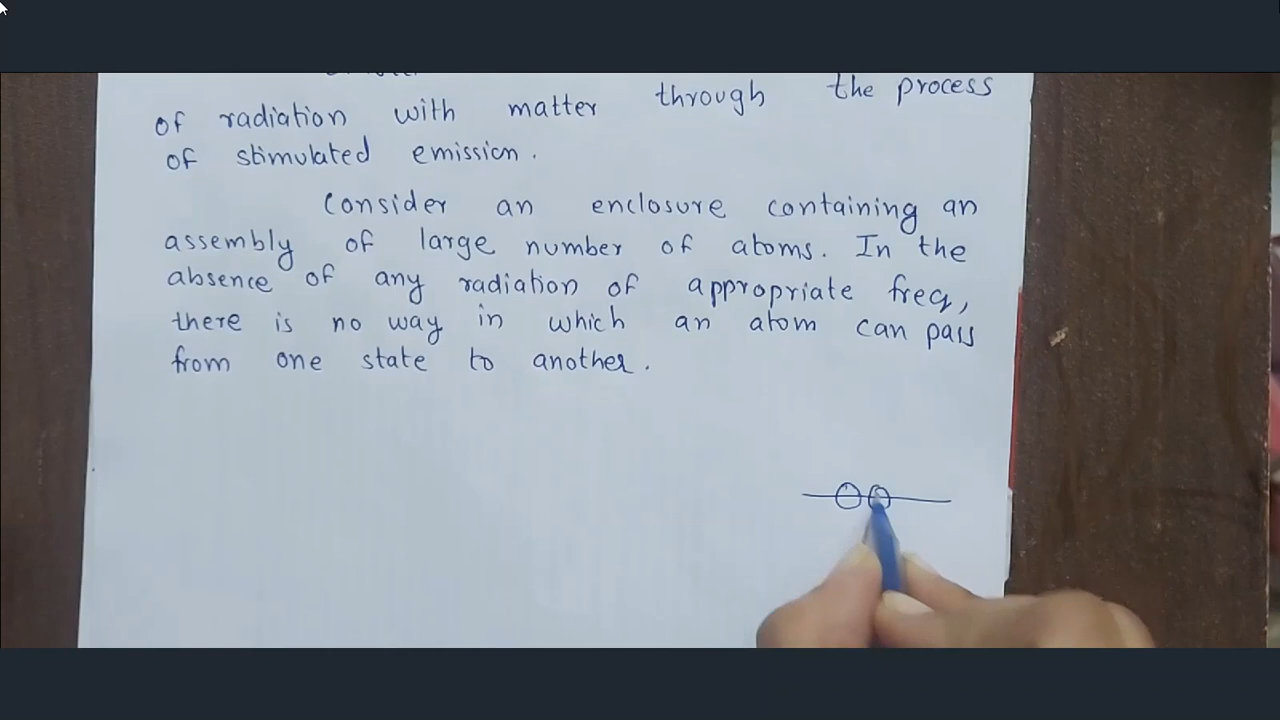 of radiation with matter through the process
of stimulated emission.
Consider an enclosure containing an
assembly of large number of atoms. In the
absence of any radiation of appropriate freq,
there is no way in which an atom can pass
from one state to another.